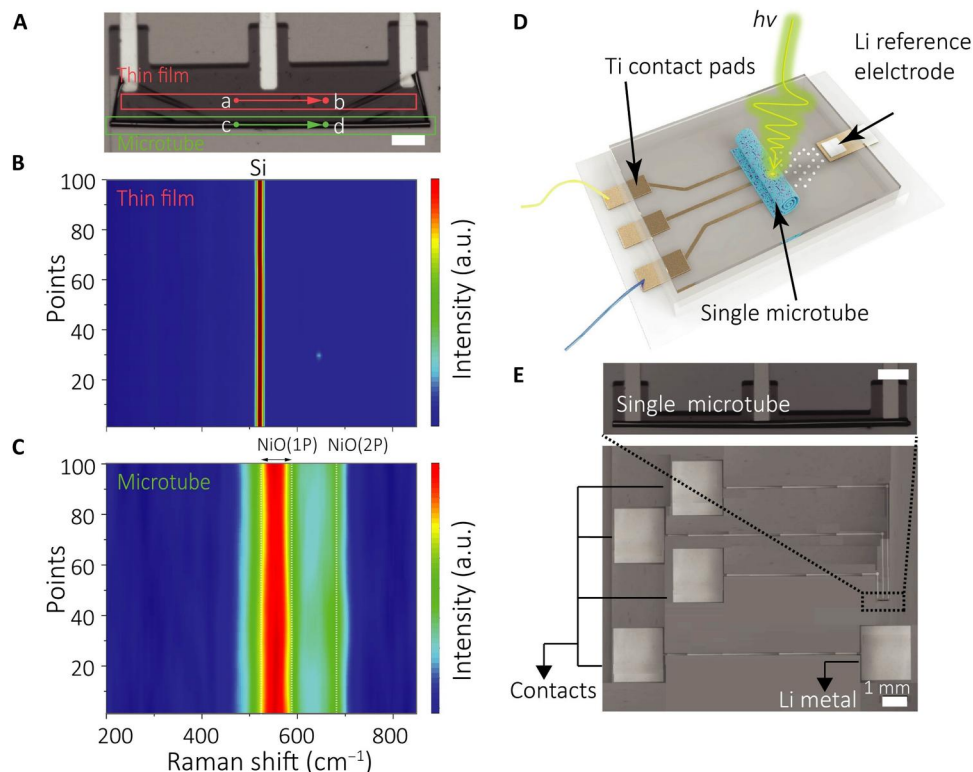 A
Thin film
a
b
c
d
Microtube
B
Si
Thin film
100
80
60
40
20
Points
Intensity (a.u.)
C
NiO(1P)
NiO(2P)
Microtube
100
80
60
40
20
Points
Intensity (a.u.)
200
400
600
800
Raman shift (cm⁻¹)
D
hv
Ti contact pads
Li reference
elelctrode
Single microtube
E
Single microtube
Contacts
Li metal
1 mm